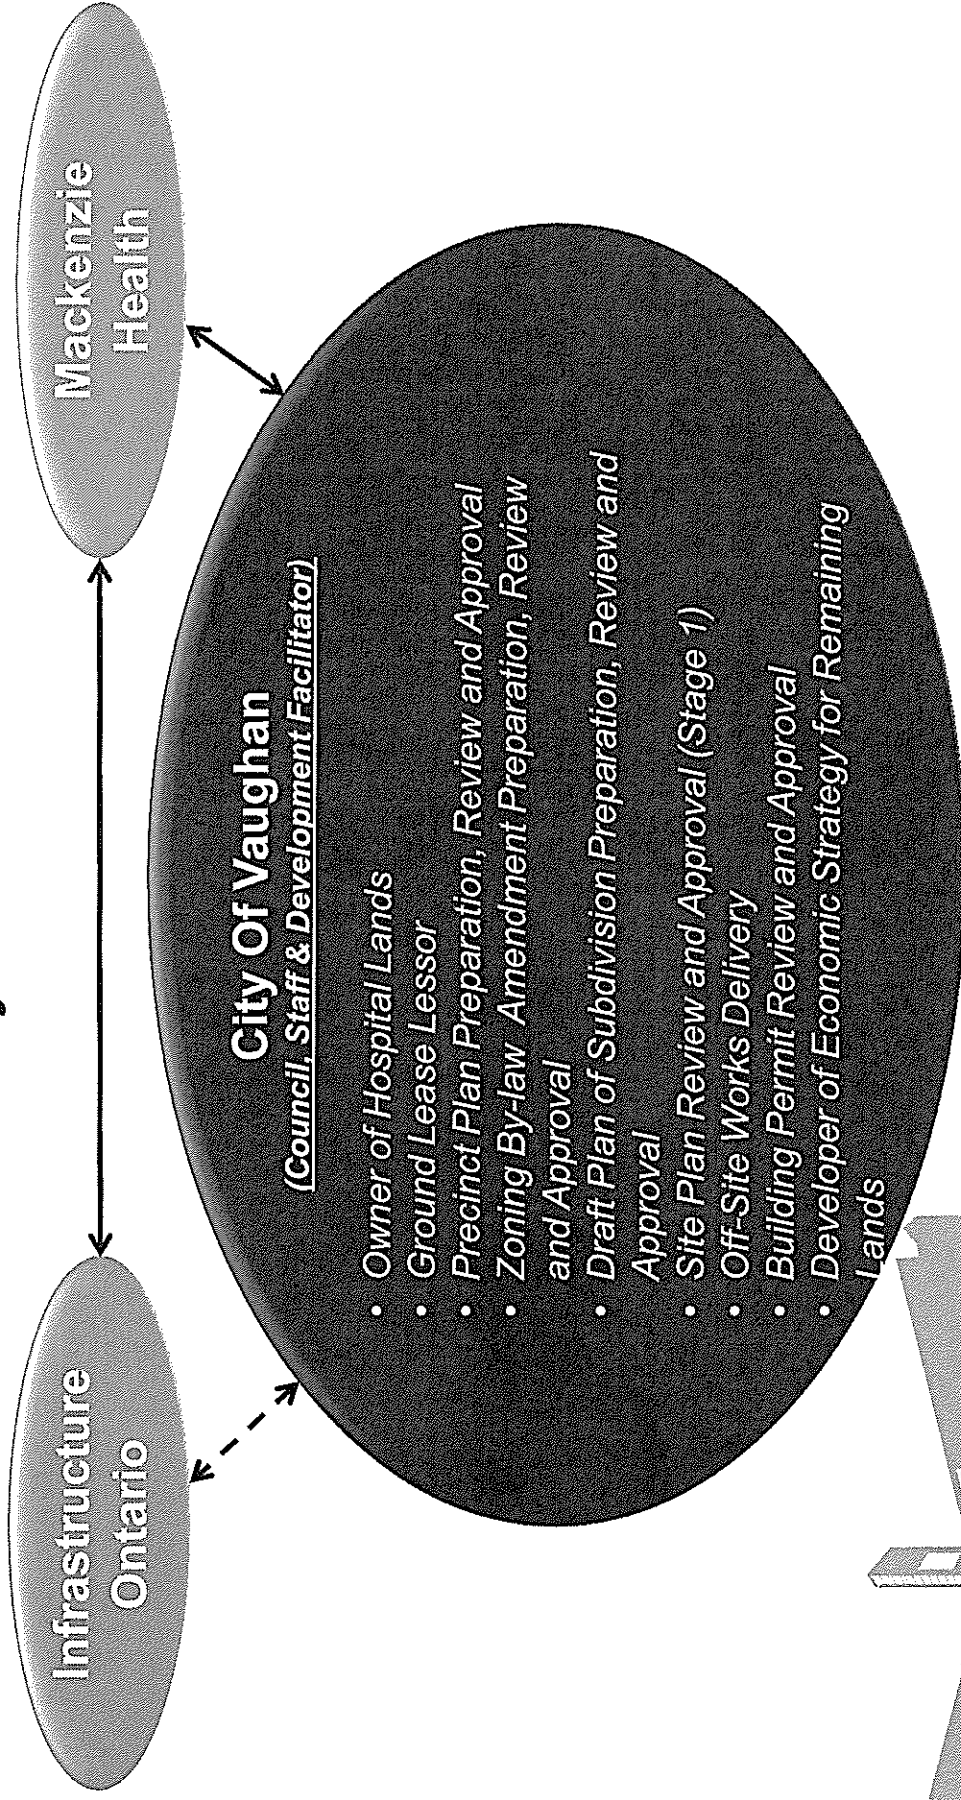 Infrastructure
Ontario
Mackenzie
Health
City Of Vaughan
(Council, Staff & Development Facilitator)
• Owner of Hospital Lands
• Ground Lease Lessor
• Precinct Plan Preparation, Review and Approval
• Zoning By-law Amendment Preparation, Review
and Approval
• Draft Plan of Subdivision Preparation, Review and
Approval
• Site Plan Review and Approval (Stage 1)
• Off-Site Works Delivery
• Building Permit Review and Approval
• Developer of Economic Strategy for Remaining
Lands